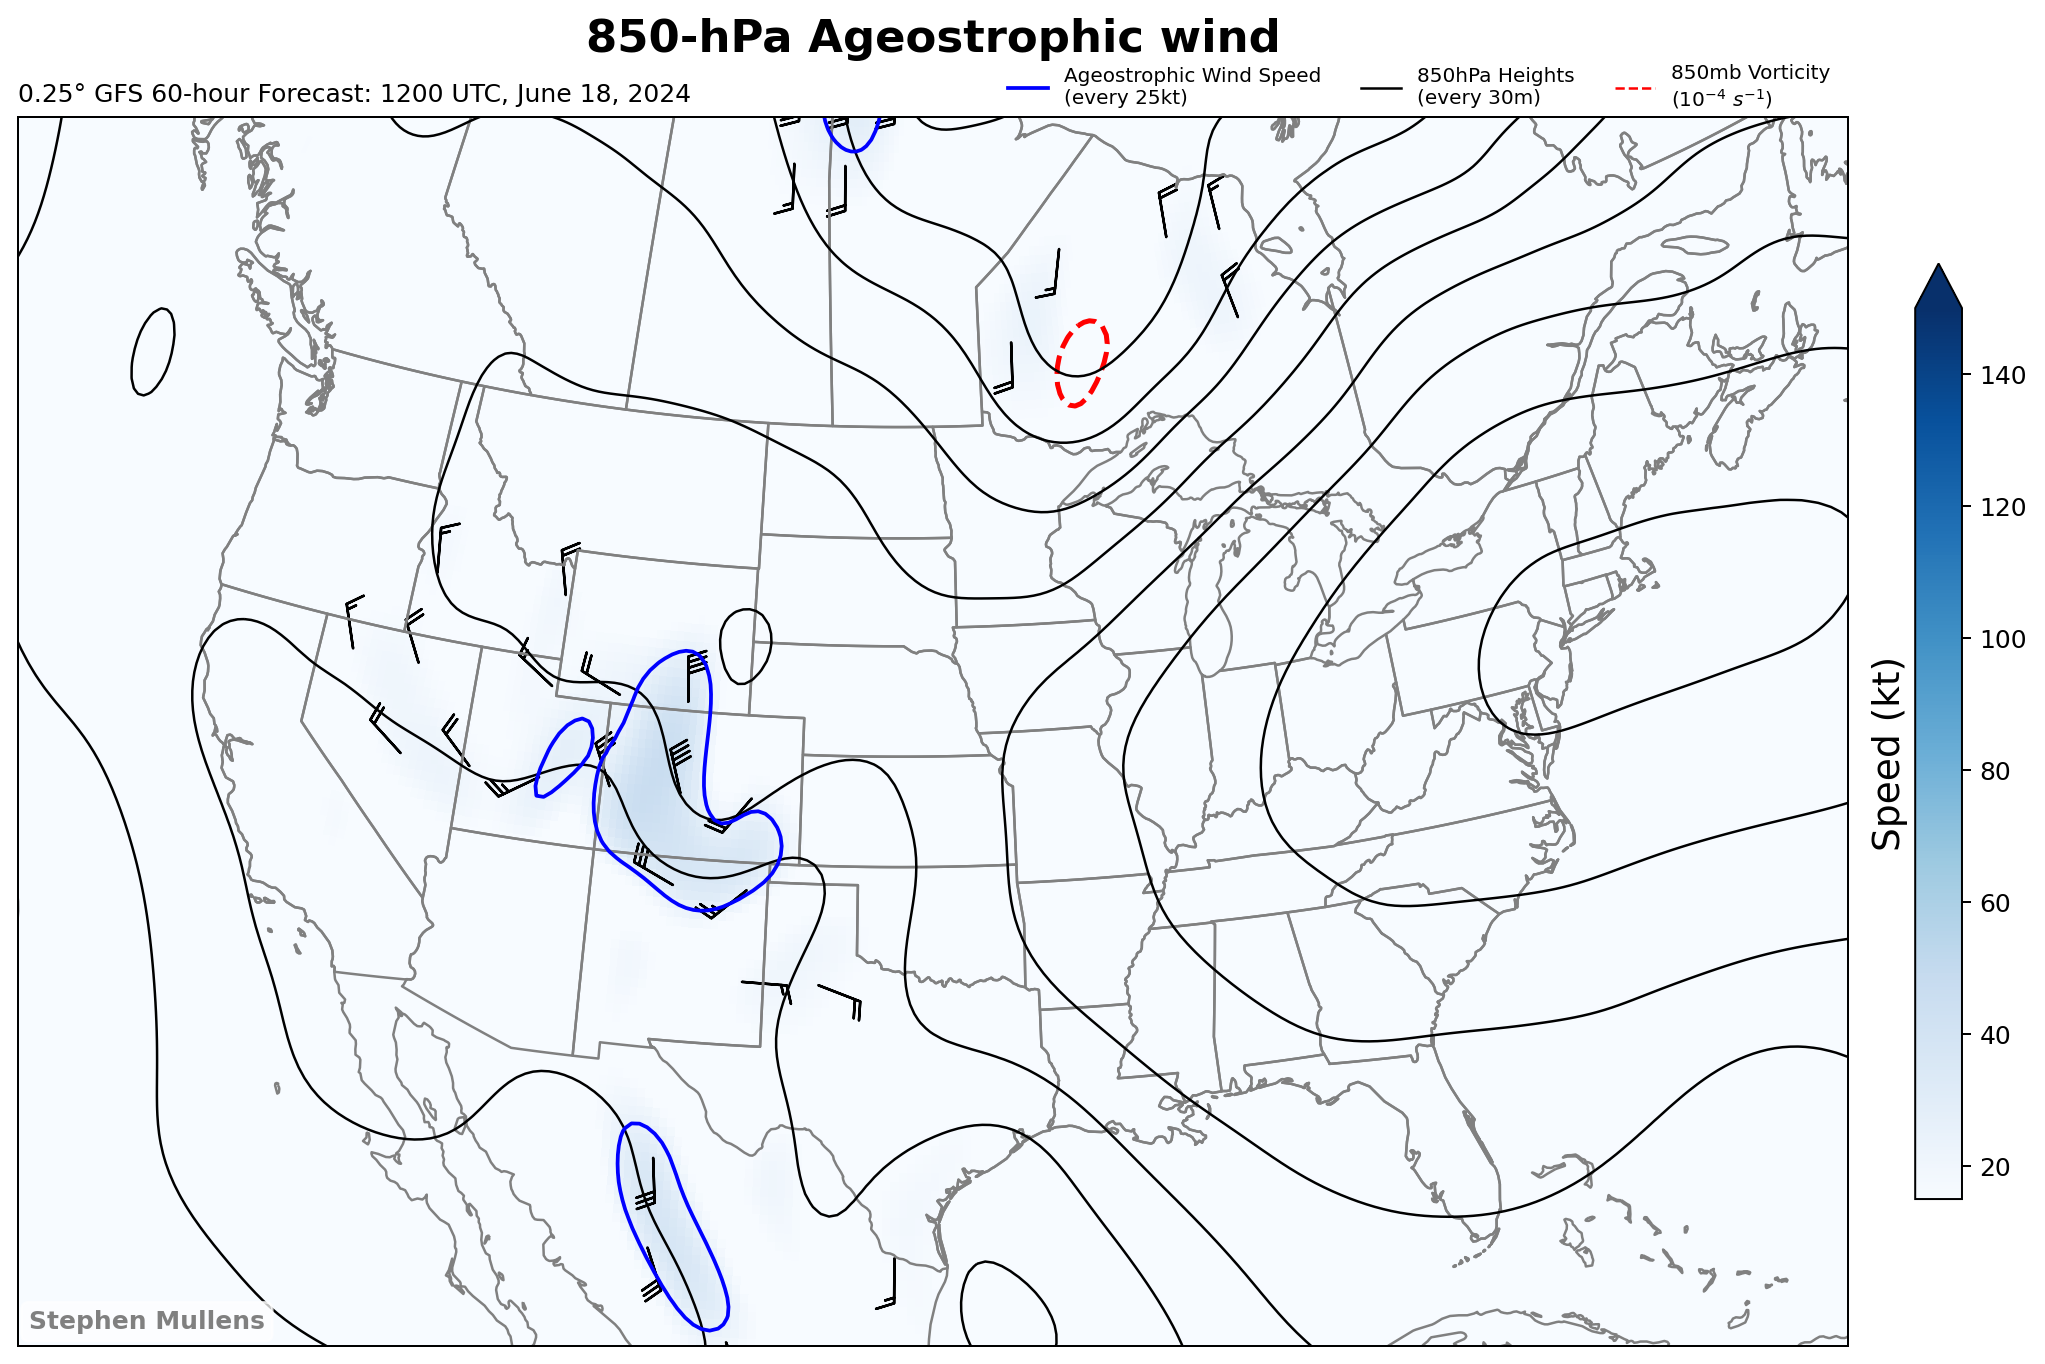 850-hPa Ageostrophic wind
0.25° GFS 60-hour Forecast: 1200 UTC, June 18, 2024
Ageostrophic Wind Speed
(every 25kt)
850hPa Heights
(every 30m)
850mb Vorticity
(10⁻⁴ s⁻¹)
140
120
100
80
60
40
20
Speed (kt)
Stephen Mullens